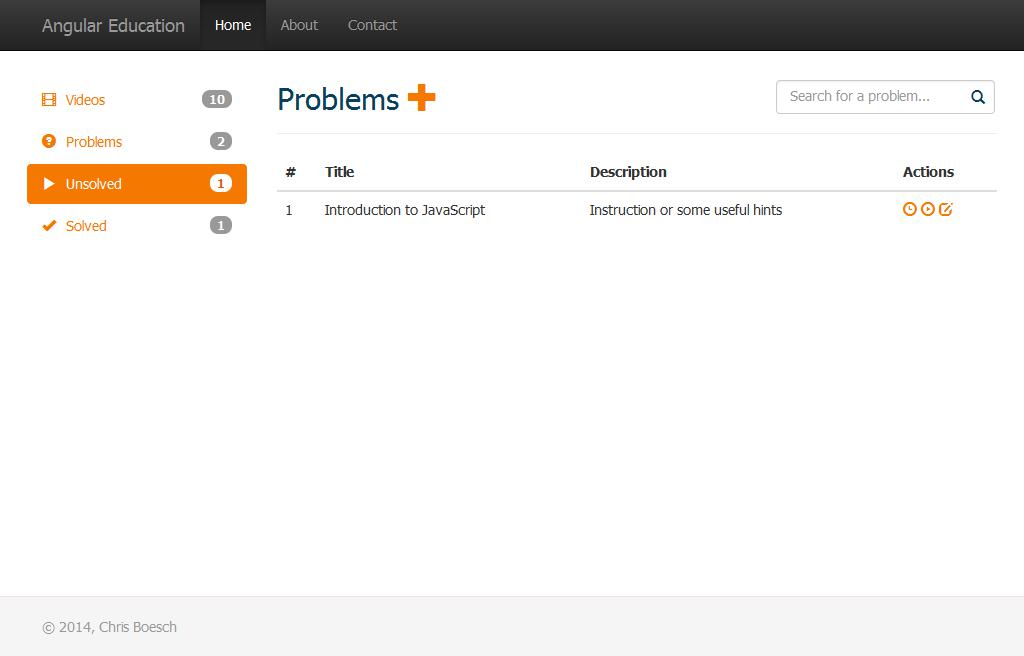 Angular Education Home About Contact
Videos 10
Problems 2
Unsolved 1
Solved 1
Problems
Search for a problem...
# Title Description Actions
1 Introduction to JavaScript Instruction or some useful hints
© 2014, Chris Boesch